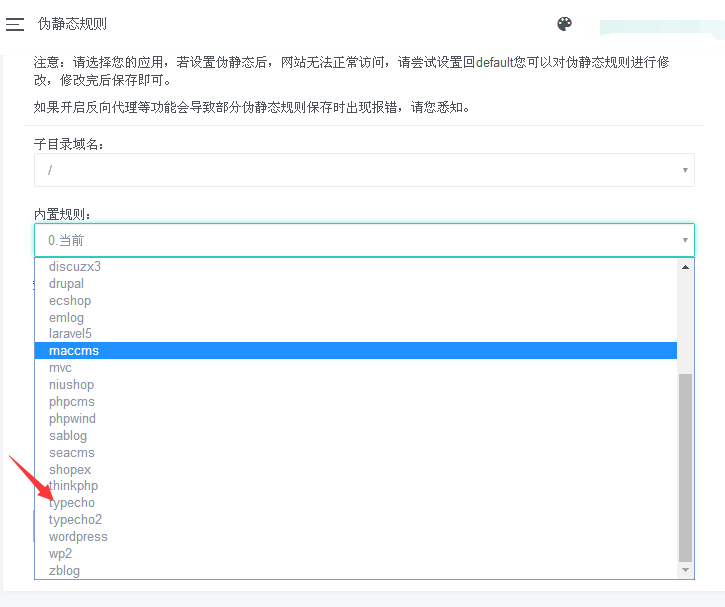 伪静态规则
注意：请选择您的应用，若设置伪静态后，网站无法正常访问，请尝试设置回default您可以对伪静态规则进行修
改，修改完后保存即可。
如果开启反向代理等功能会导致部分伪静态规则保存时出现报错，请您悉知。
子目录域名：
/
内置规则：
0.当前
discuzx3
drupal
ecshop
emlog
laravel5
maccms
mvc
niushop
phpcms
phpwind
sablog
seacms
shopex
thinkphp
typecho
typecho2
wordpress
wp2
zblog